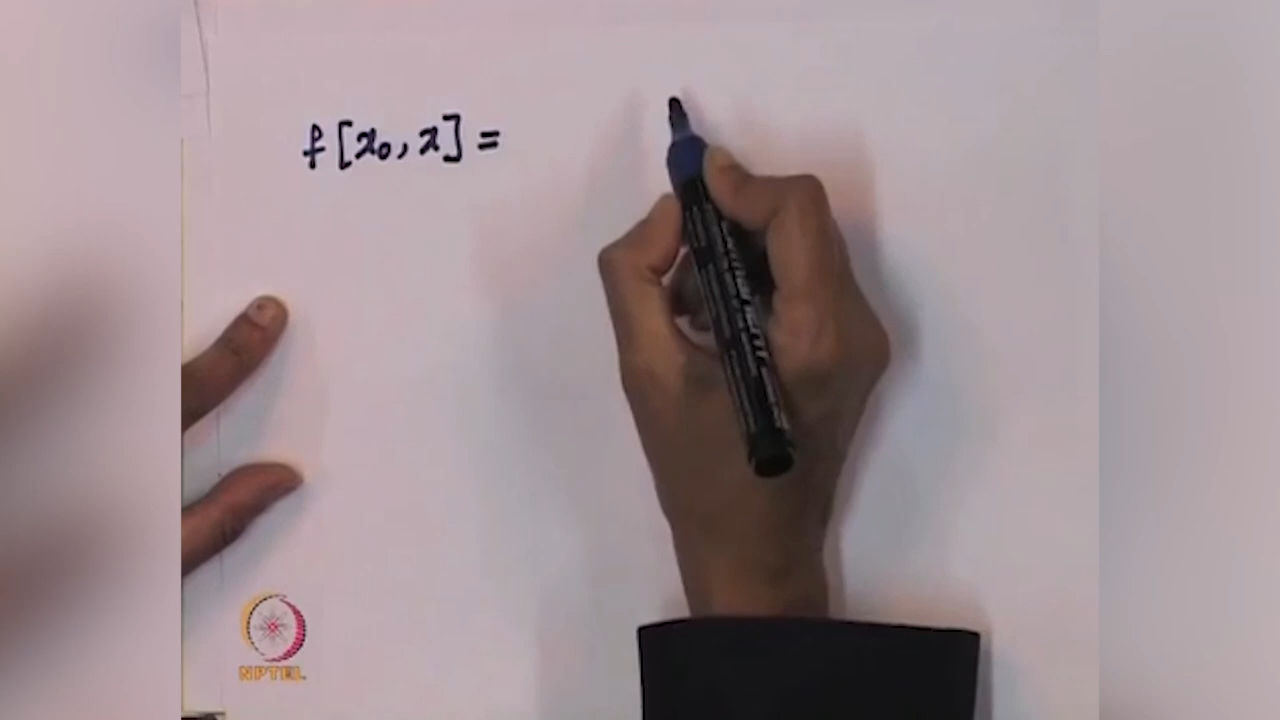 f[x₀, x] =
NPTEL